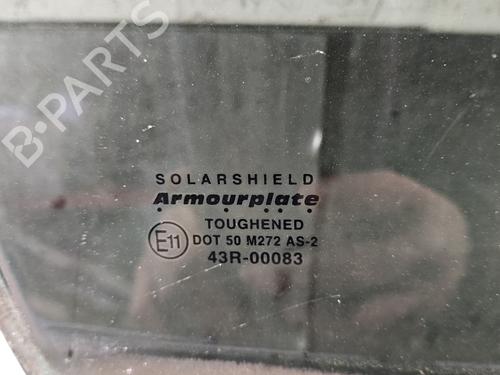 B-PARTS
SOLARSHIELD
Armourplate
TOUGHENED
E11 DOT 50 M272 AS-2
43R-00083